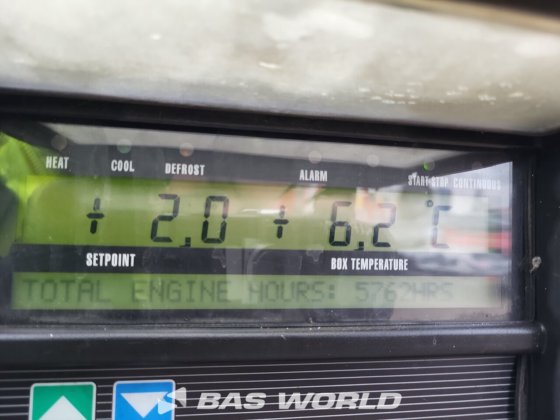 HEAT COOL DEFROST ALARM START-STOP CONTINUOUS
+ 2,0 + 6,2 °C
SETPOINT BOX TEMPERATURE
TOTAL ENGINE HOURS: 5762HRS
BAS WORLD